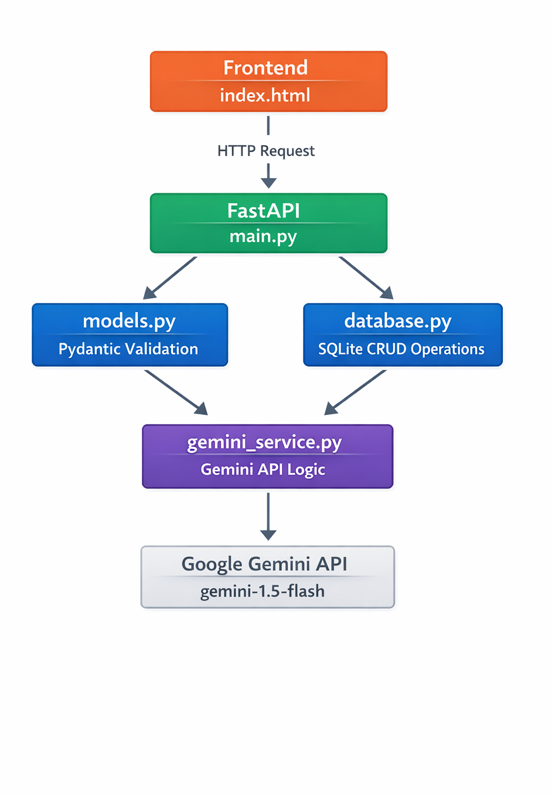 Frontend
index.html
HTTP Request
FastAPI
main.py
models.py
Pydantic Validation
database.py
SQLite CRUD Operations
gemini_service.py
Gemini API Logic
Google Gemini API
gemini-1.5-flash